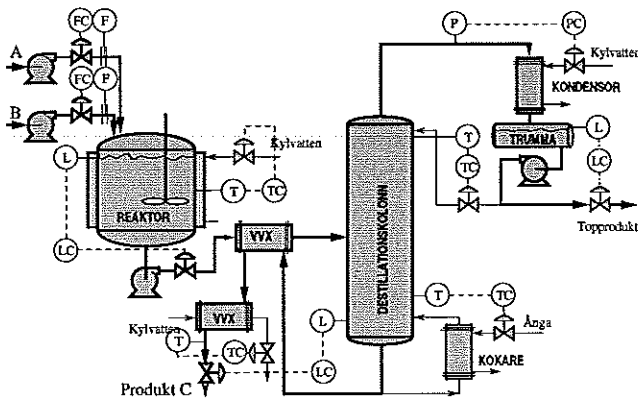 FC
F
P
PC
A
Kylvatten
FC
F
KONDENSOR
B
L
Kylvatten
T
TRUMMA
L
T
TC
TC
LC
REAKTOR
DESTILLATIONSKOLONN
Topprodukt
LC
VVX
T
TC
Kylvatten
VVX
L
Ånga
T
TC
LC
KOKARE
Produkt C